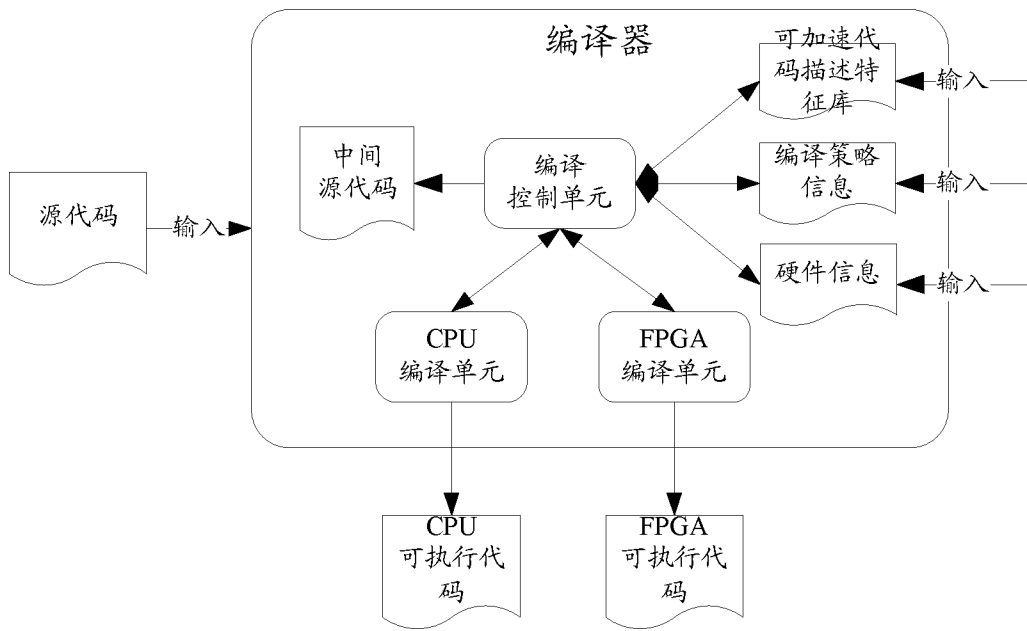 编译器
可加速代
码描述特
征库
输入
中间
源代码
编译
控制单元
编译策略
信息
输入
源代码
输入
硬件信息
输入
CPU
编译单元
FPGA
编译单元
CPU
可执行代
码
FPGA
可执行代
码